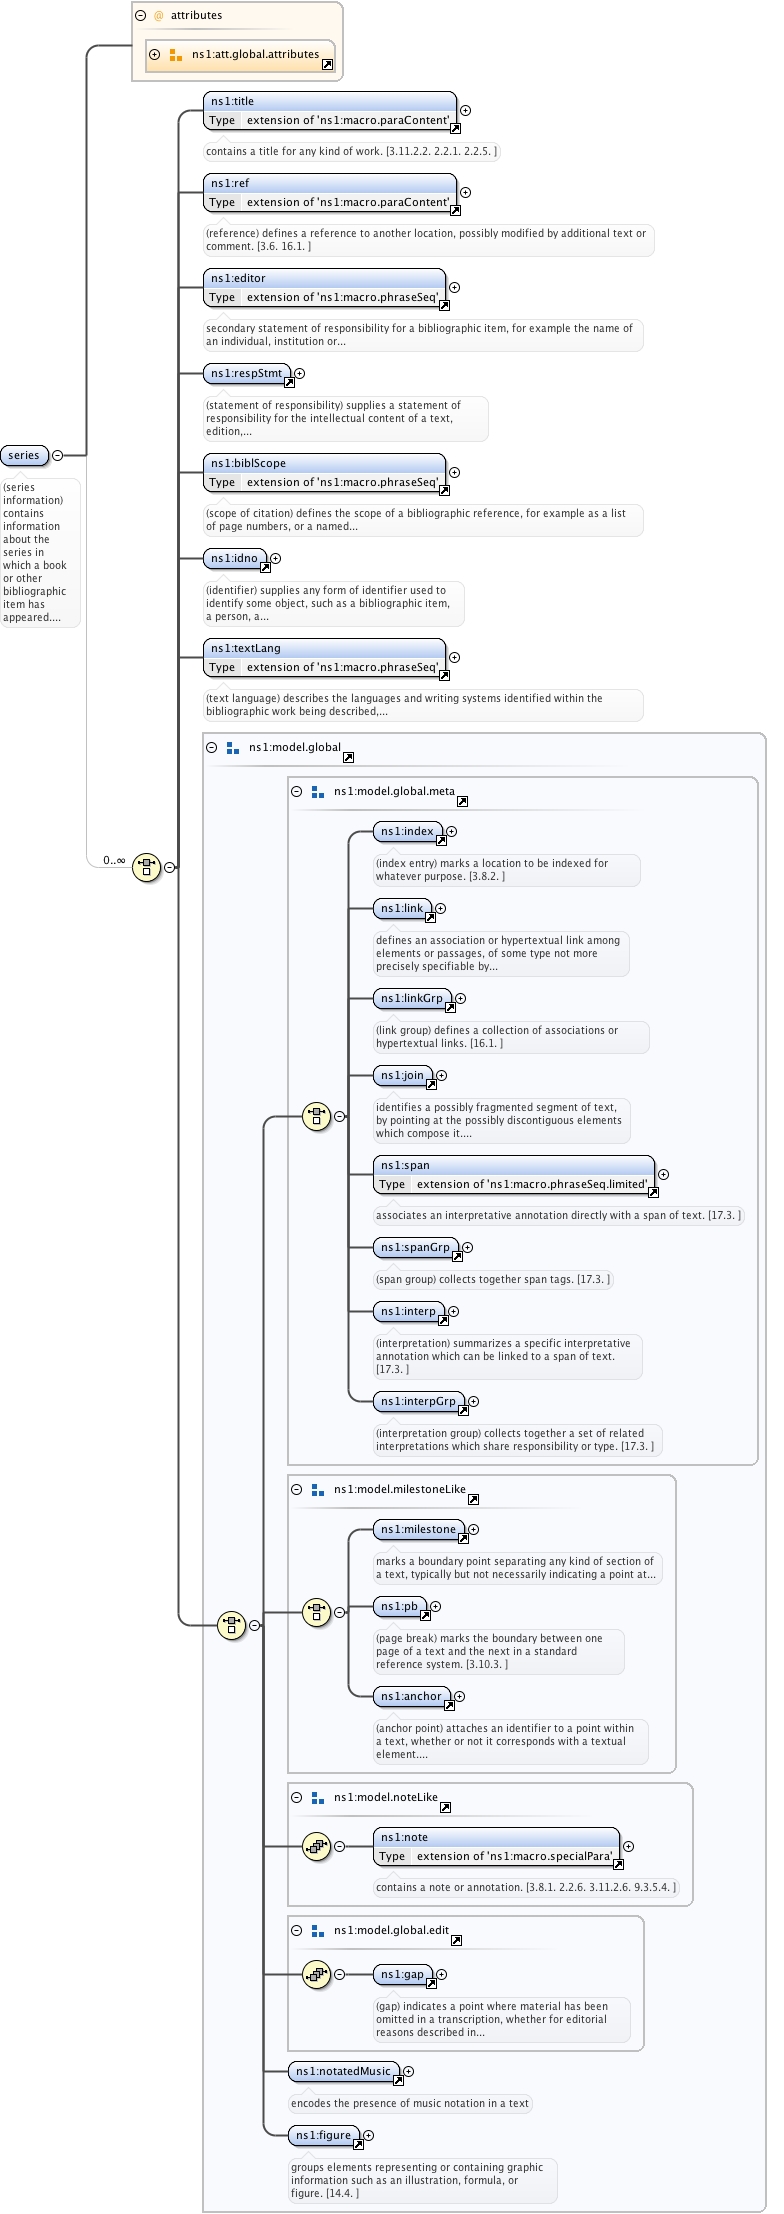 @ attributes
ns1:att.global.attributes
ns1:title
Type extension of 'ns1:macro.paraContent'
contains a title for any kind of work. [3.11.2.2. 2.2.1. 2.2.5. ]
ns1:ref
Type extension of 'ns1:macro.paraContent'
(reference) defines a reference to another location, possibly modified by additional text or
comment. [3.6. 16.1. ]
ns1:editor
Type extension of 'ns1:macro.phraseSeq'
secondary statement of responsibility for a bibliographic item, for example the name of
an individual, institution or...
ns1:respStmt
(statement of responsibility) supplies a statement of
responsibility for the intellectual content of a text,
edition,...
series
(series
information)
contains
information
about the
series in
which a book
or other
bibliographic
item has
appeared....
ns1:biblScope
Type extension of 'ns1:macro.phraseSeq'
(scope of citation) defines the scope of a bibliographic reference, for example as a list
of page numbers, or a named...
ns1:idno
(identifier) supplies any form of identifier used to
identify some object, such as a bibliographic item,
a person, a...
ns1:textLang
Type extension of 'ns1:macro.phraseSeq'
(text language) describes the languages and writing systems identified within the
bibliographic work being described,...
0..∞
ns1:model.global
ns1:model.global.meta
ns1:index
(index entry) marks a location to be indexed for
whatever purpose. [3.8.2. ]
ns1:link
defines an association or hypertextual link among
elements or passages, of some type not more
precisely specifiable by...
ns1:linkGrp
(link group) defines a collection of associations or
hypertextual links. [16.1. ]
ns1:join
identifies a possibly fragmented segment of text,
by pointing at the possibly discontiguous elements
which compose it....
ns1:span
Type extension of 'ns1:macro.phraseSeq.limited'
associates an interpretative annotation directly with a span of text. [17.3. ]
ns1:spanGrp
(span group) collects together span tags. [17.3. ]
ns1:interp
(interpretation) summarizes a specific interpretative
annotation which can be linked to a span of text.
[17.3. ]
ns1:interpGrp
(interpretation group) collects together a set of related
interpretations which share responsibility or type. [17.3. ]
ns1:model.milestoneLike
ns1:milestone
marks a boundary point separating any kind of section of
a text, typically but not necessarily indicating a point at...
ns1:pb
(page break) marks the boundary between one
page of a text and the next in a standard
reference system. [3.10.3. ]
ns1:anchor
(anchor point) attaches an identifier to a point within
a text, whether or not it corresponds with a textual
element....
ns1:model.noteLike
ns1:note
Type extension of 'ns1:macro.specialPara'
contains a note or annotation. [3.8.1. 2.2.6. 3.11.2.6. 9.3.5.4. ]
ns1:model.global.edit
ns1:gap
(gap) indicates a point where material has been
omitted in a transcription, whether for editorial
reasons described in...
ns1:notatedMusic
encodes the presence of music notation in a text
ns1:figure
groups elements representing or containing graphic
information such as an illustration, formula, or
figure. [14.4. ]